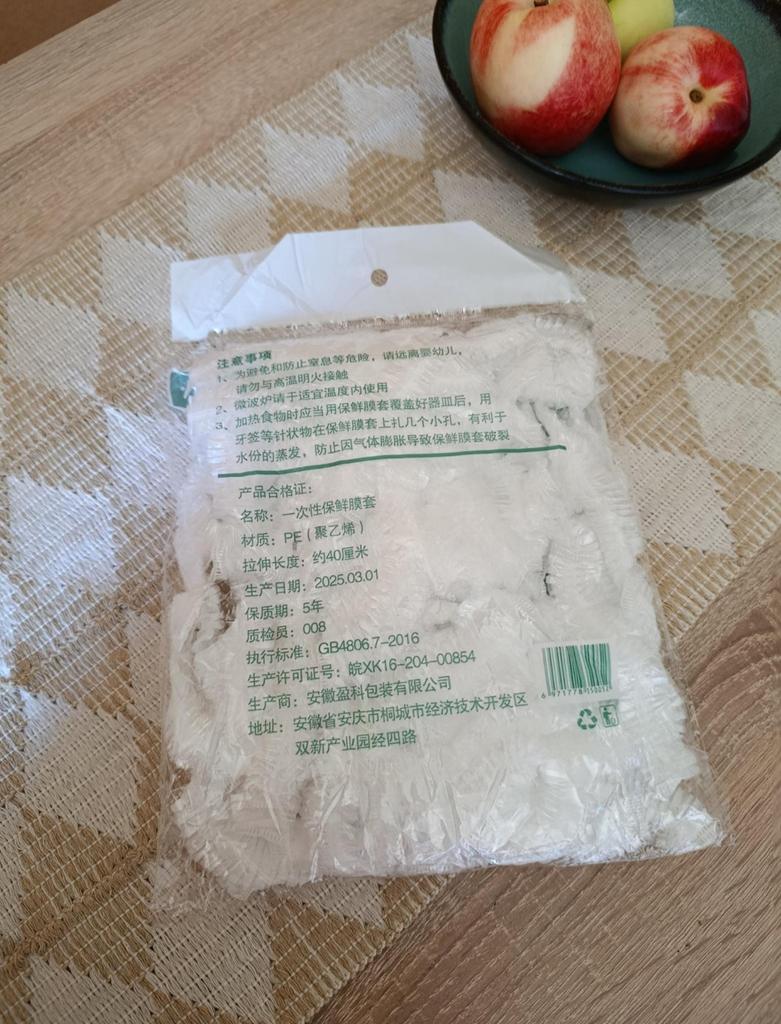 注意事项
1、为避免和防止窒息等危险，请远离婴幼儿，
请勿与高温明火接触
2、微波炉请于适宜温度内使用
3、加热食物时应当用保鲜膜套覆盖好器皿后，用
牙签等针状物在保鲜膜套上扎几个小孔，有利于
水份的蒸发，防止因气体膨胀导致保鲜膜套破裂
产品合格证：
名称：一次性保鲜膜套
材质：PE（聚乙烯）
拉伸长度：约40厘米
生产日期：2025.03.01
保质期：5年
质检员：008
执行标准：GB4806.7-2016
生产许可证号：皖XK16-204-00854
生产商：安徽盈科包装有限公司
地址：安徽省安庆市桐城市经济技术开发区
双新产业园经四路